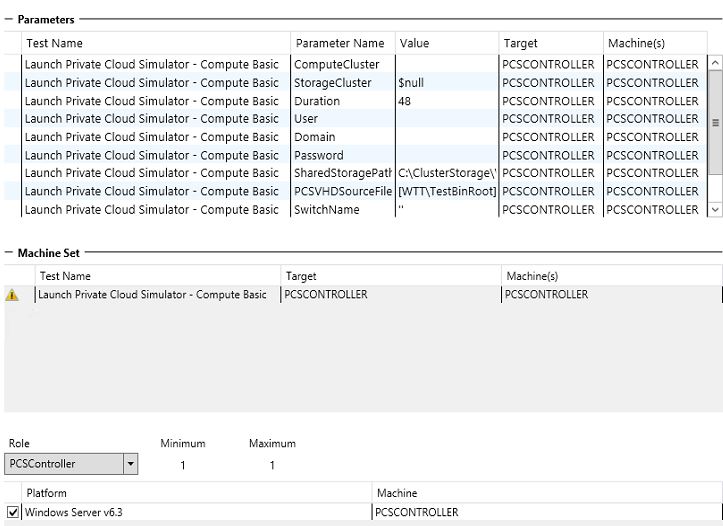 Parameters
Test Name Parameter Name Value Target Machine(s)
Launch Private Cloud Simulator - Compute Basic ComputeCluster PCSCONTROLLER PCSCONTROLLER
Launch Private Cloud Simulator - Compute Basic StorageCluster $null PCSCONTROLLER PCSCONTROLLER
Launch Private Cloud Simulator - Compute Basic Duration 48 PCSCONTROLLER PCSCONTROLLER
Launch Private Cloud Simulator - Compute Basic User PCSCONTROLLER PCSCONTROLLER
Launch Private Cloud Simulator - Compute Basic Domain PCSCONTROLLER PCSCONTROLLER
Launch Private Cloud Simulator - Compute Basic Password PCSCONTROLLER PCSCONTROLLER
Launch Private Cloud Simulator - Compute Basic SharedStoragePath C:\ClusterStorage\ PCSCONTROLLER PCSCONTROLLER
Launch Private Cloud Simulator - Compute Basic PCSVHDSourceFile [WTT\TestBinRoot] PCSCONTROLLER PCSCONTROLLER
Launch Private Cloud Simulator - Compute Basic SwitchName '' PCSCONTROLLER PCSCONTROLLER
Machine Set
Test Name Target Machine(s)
Launch Private Cloud Simulator - Compute Basic PCSCONTROLLER PCSCONTROLLER
Role Minimum Maximum
PCSController 1 1
Platform Machine
Windows Server v6.3 PCSCONTROLLER